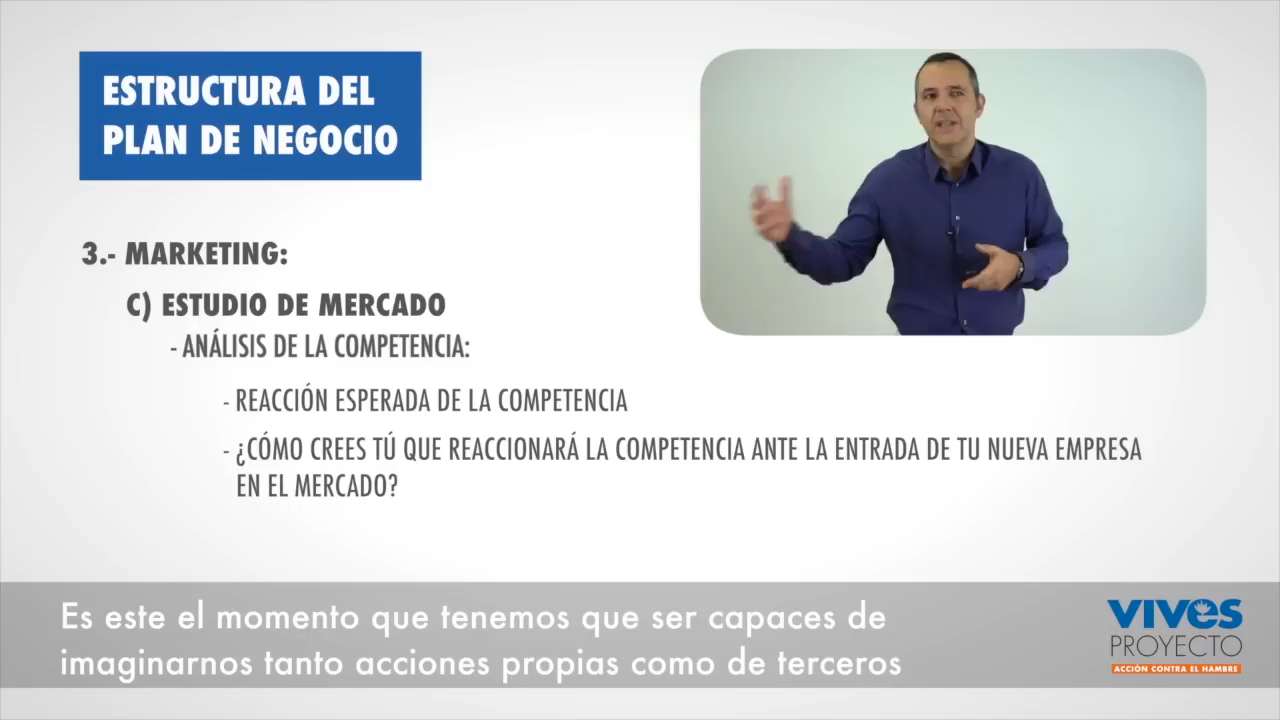 ESTRUCTURA DEL
PLAN DE NEGOCIO
3.- MARKETING:
C) ESTUDIO DE MERCADO
- ANÁLISIS DE LA COMPETENCIA:
- REACCIÓN ESPERADA DE LA COMPETENCIA
- ¿CÓMO CREES TÚ QUE REACCIONARÁ LA COMPETENCIA ANTE LA ENTRADA DE TU NUEVA EMPRESA
EN EL MERCADO?
Es este el momento que tenemos que ser capaces de
imaginarnos tanto acciones propias como de terceros
VIVES
PROYECTO
ACCIÓN CONTRA EL HAMBRE